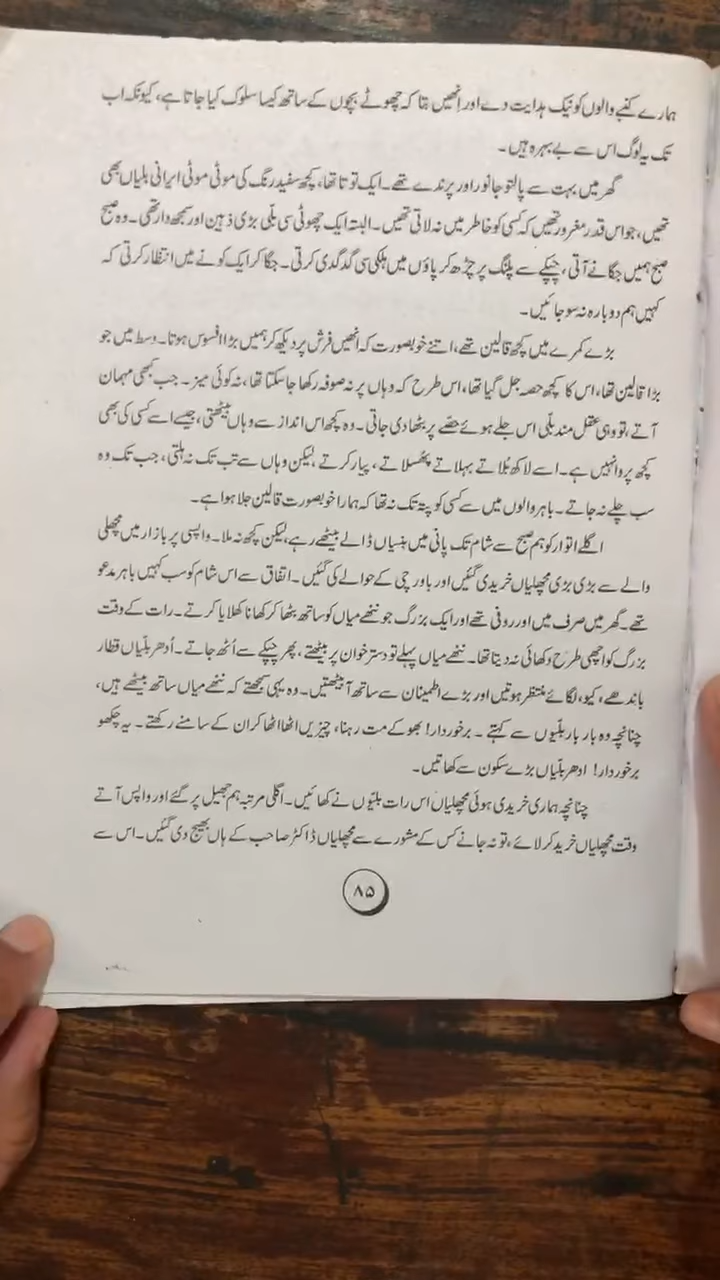 ہمارے کنبے والوں کو نیک ہدایت دے اور انھیں بتا کہ چھوٹے بچوں کے ساتھ کیسا سلوک کیا جاتا ہے، کیونکہ اب
تک یہ لوگ اس سے بے بہرہ ہیں۔
گھر میں بہت سے پالتو جانور اور پرندے تھے۔ ایک توتا تھا، کچھ سفید رنگ کی موٹی موٹی ایرانی بلیاں بھی
تھیں، جو اس قدر مغرور تھیں کہ کسی کو خاطر میں نہ لاتی تھیں۔ البتہ ایک چھوٹی سی بلّی بڑی ذہین اور سمجھ دار تھی۔ وہ صبح
صبح ہمیں جگانے آتی، چپکے سے پلنگ پر چڑھ کر پاؤں میں ہلکی سی گدگدی کرتی۔ جگا کر ایک کونے میں انتظار کرتی کہ
کہیں ہم دوبارہ نہ سو جائیں۔
بڑے کمرے میں کچھ قالین تھے، اتنے خوبصورت کہ انھیں فرش پر دیکھ کر ہمیں بڑا افسوس ہوتا۔ وسط میں جو
بڑا قالین تھا، اس کا کچھ حصہ جل گیا تھا، اس طرح کہ وہاں پر نہ صوفہ رکھا جا سکتا تھا، نہ کوئی میز۔ جب کبھی مہمان
آتے، تو وہی عقل مند بلّی اس جلے ہوئے حصّے پر بٹھا دی جاتی۔ وہ کچھ اس انداز سے وہاں بیٹھتی، جیسے اسے کسی کی بھی
کچھ پروا نہیں ہے۔ اسے لاکھ بُلاتے بہلاتے پھسلاتے، پیار کرتے، لیکن وہاں سے تب تک نہ ہلتی، جب تک وہ
سب چلے نہ جاتے۔ باہر والوں میں سے کسی کو پتہ تک نہ تھا کہ ہمارا خوبصورت قالین جلا ہوا ہے۔
اگلے اتوار کو ہم صبح سے شام تک پانی میں بنسیاں ڈالے بیٹھے رہے، لیکن کچھ نہ ملا۔ واپسی پر بازار میں مچھلی
والے سے بڑی بڑی مچھلیاں خریدی گئیں اور باورچی کے حوالے کی گئیں۔ اتفاق سے اس شام کو سب کہیں باہر مدعو
تھے۔ گھر میں صرف میں اور روفی تھے اور ایک بزرگ جو ننھے میاں کو ساتھ بٹھا کر کھانا کھلایا کرتے۔ رات کے وقت
بزرگ کو اچھی طرح دکھائی نہ دیتا تھا۔ ننھے میاں پہلے تو دسترخوان پر بیٹھتے، پھر چپکے سے اُٹھ جاتے۔ اُدھر بلّیاں قطار
باندھے، کیو، لگائے منتظر ہوتیں اور بڑے اطمینان سے ساتھ آ بیٹھتیں۔ وہ یہی سمجھتے کہ ننھے میاں ساتھ بیٹھے ہیں،
چنانچہ وہ بار بار بلّیوں سے کہتے۔ برخوردار! بھوکے مت رہنا، چیزیں اٹھا اٹھا کر ان کے سامنے رکھتے۔ یہ چکھو
برخوردار! ادھر بلّیاں بڑے سکون سے کھاتیں۔
چنانچہ ہماری خریدی ہوئی مچھلیاں اس رات بلیّوں نے کھائیں۔ اگلی مرتبہ ہم جھیل پر گئے اور واپس آتے
وقت مچھلیاں خرید کر لائے، تو نہ جانے کس کے مشورے سے مچھلیاں ڈاکٹر صاحب کے ہاں بھیج دی گئیں۔ اس سے
۸۵